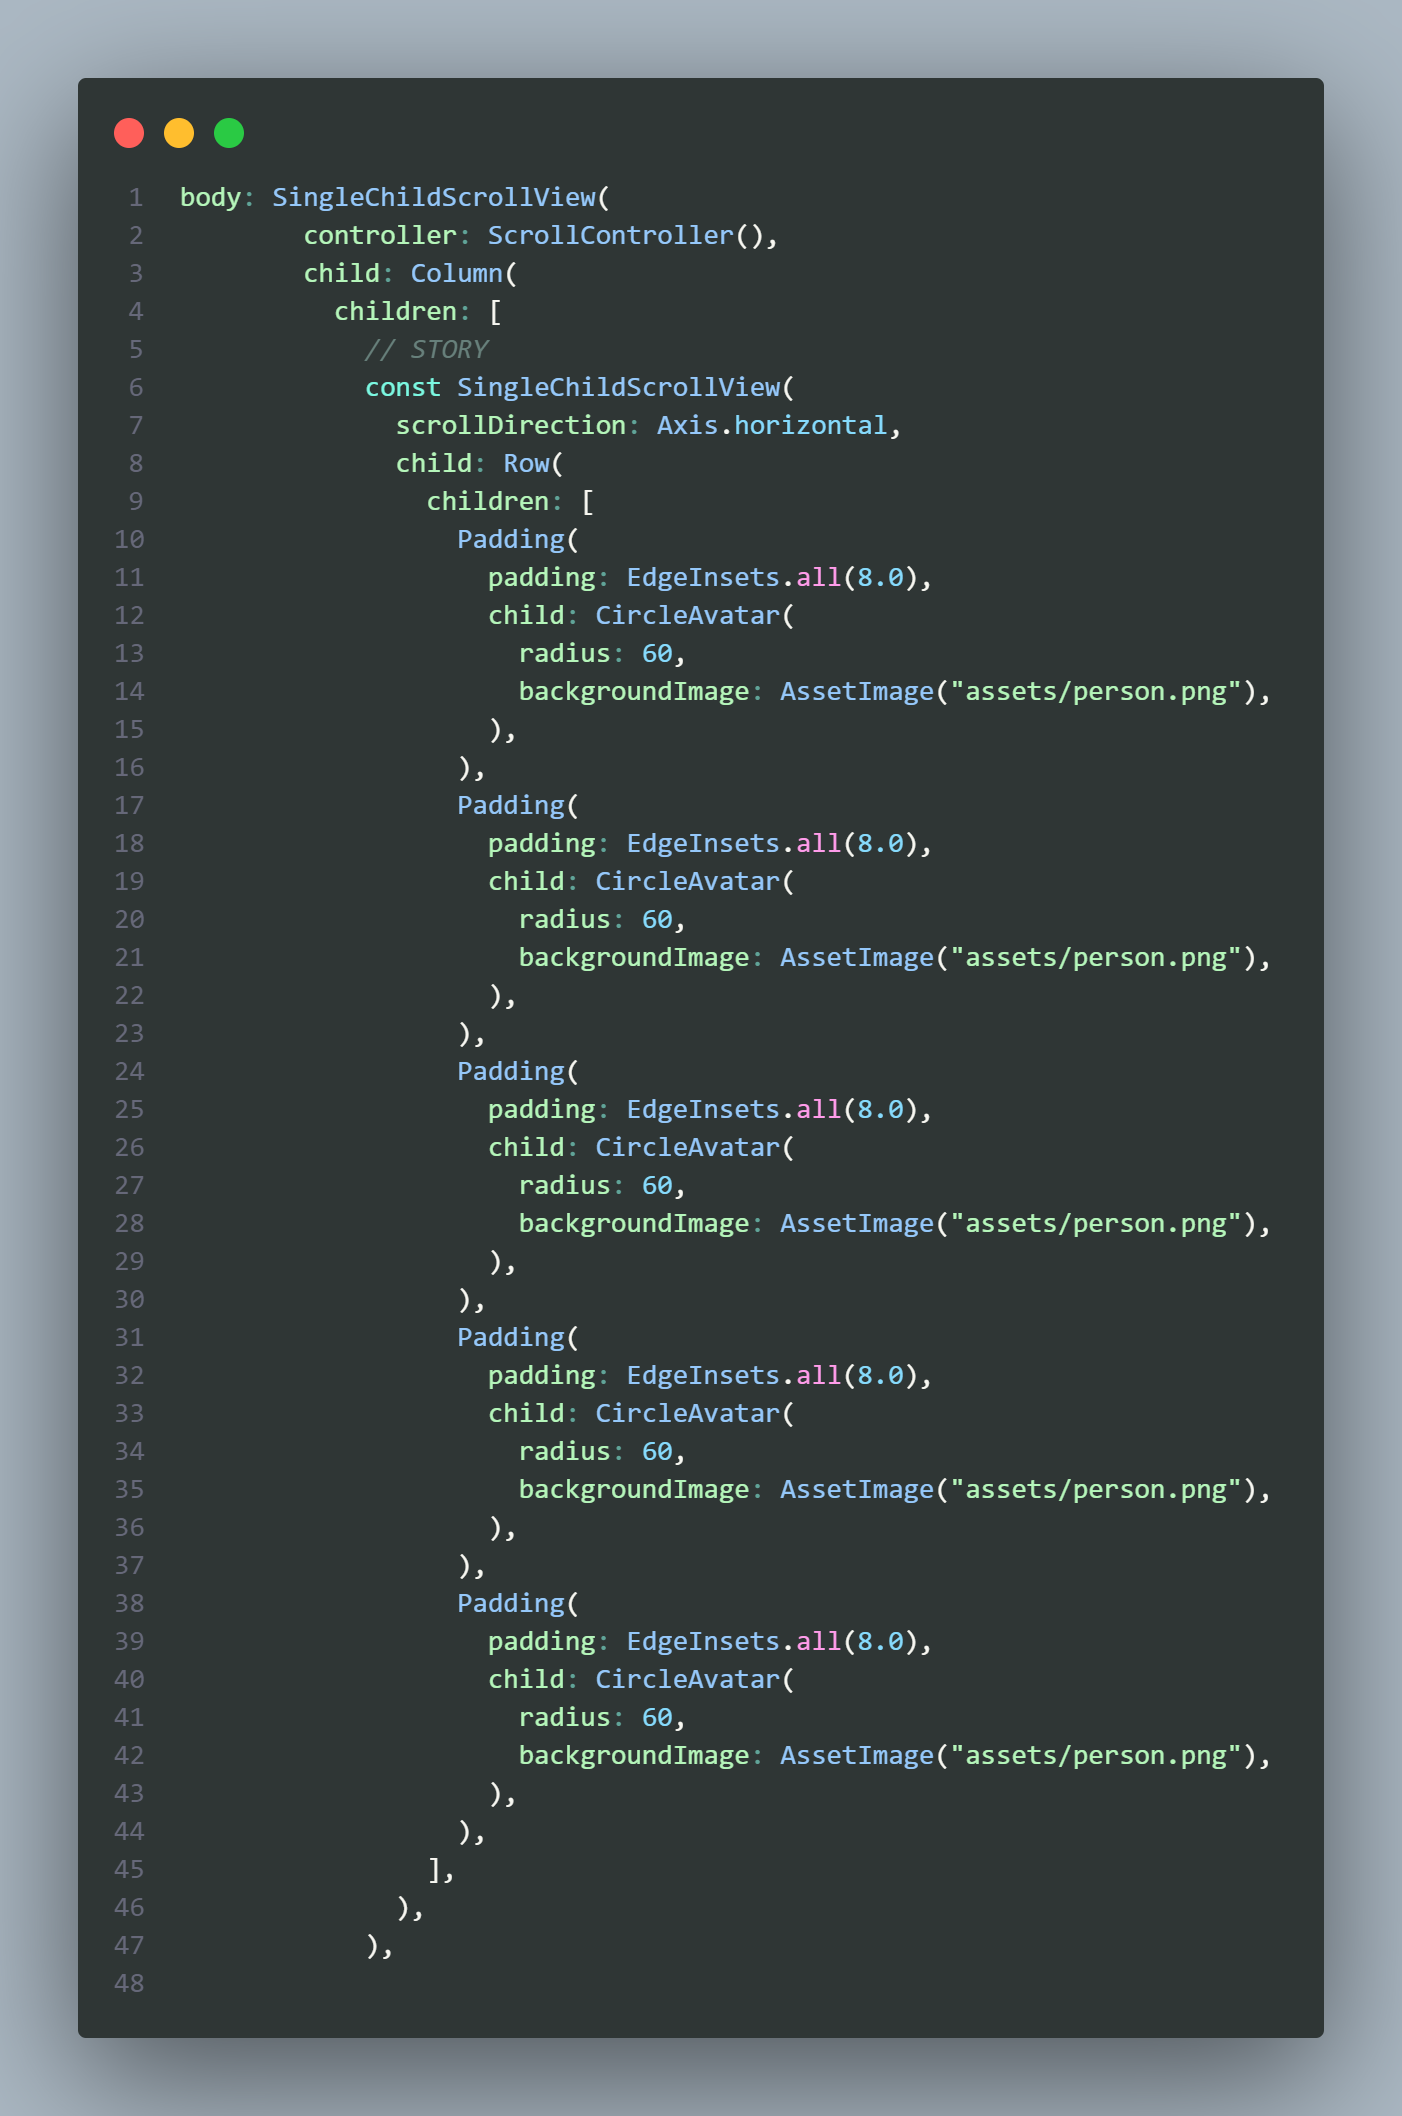 1 body: SingleChildScrollView(
2         controller: ScrollController(),
3         child: Column(
4           children: [
5             // STORY
6             const SingleChildScrollView(
7               scrollDirection: Axis.horizontal,
8               child: Row(
9                 children: [
10                   Padding(
11                     padding: EdgeInsets.all(8.0),
12                     child: CircleAvatar(
13                       radius: 60,
14                       backgroundImage: AssetImage("assets/person.png"),
15                     ),
16                   ),
17                   Padding(
18                     padding: EdgeInsets.all(8.0),
19                     child: CircleAvatar(
20                       radius: 60,
21                       backgroundImage: AssetImage("assets/person.png"),
22                     ),
23                   ),
24                   Padding(
25                     padding: EdgeInsets.all(8.0),
26                     child: CircleAvatar(
27                       radius: 60,
28                       backgroundImage: AssetImage("assets/person.png"),
29                     ),
30                   ),
31                   Padding(
32                     padding: EdgeInsets.all(8.0),
33                     child: CircleAvatar(
34                       radius: 60,
35                       backgroundImage: AssetImage("assets/person.png"),
36                     ),
37                   ),
38                   Padding(
39                     padding: EdgeInsets.all(8.0),
40                     child: CircleAvatar(
41                       radius: 60,
42                       backgroundImage: AssetImage("assets/person.png"),
43                     ),
44                   ),
45                 ],
46               ),
47             ),
48